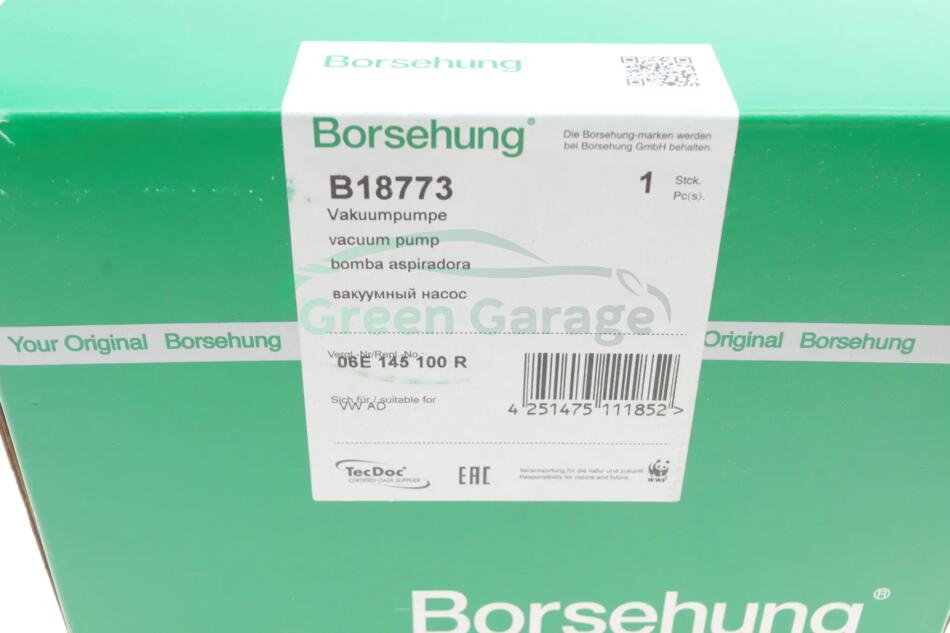 Borsehung®
Borsehung®
Die Borsehung-marken werden
bei Borsehung GmbH behalten.
B18773
1 Stck.
Pc(s).
Vakuumpumpe
vacuum pump
bomba aspiradora
вакуумный насос
Green Garage
Your Original Borsehung
Original Borsehung
Vergl.-Nr/Repl.-No.
06E 145 100 R
Sich für / suitable for
VW AD
4 251475 111852 >
TecDoc®
CERTIFIED DATA SUPPLIER
EAC
Verantwortung für die natur und zukunft.
Responsibility for nature and future.
WWF
Borsehung®